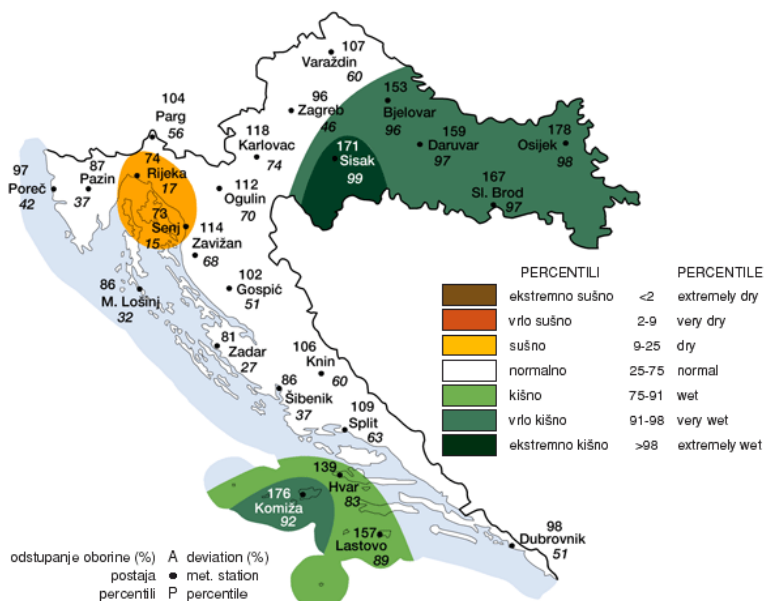 107
Varaždin
60
153
Bjelovar
96
96
Zagreb
46
104
Parg
56
118
Karlovac
74
159
Daruvar
97
178
Osijek
98
171
Sisak
99
97
Poreč
42
87
Pazin
37
74
Rijeka
17
112
Ogulin
70
167
Sl. Brod
97
73
Senj
15
114
Zavižan
68
102
Gospić
51
86
M. Lošinj
32
81
Zadar
27
106
Knin
60
86
Šibenik
37
109
Split
63
139
Hvar
83
176
Komiža
92
157
Lastovo
89
98
Dubrovnik
51
PERCENTILI PERCENTILE
ekstremno sušno <2 extremely dry
vrlo sušno 2-9 very dry
sušno 9-25 dry
normalno 25-75 normal
kišno 75-91 wet
vrlo kišno 91-98 very wet
ekstremno kišno >98 extremely wet
odstupanje oborine (%) A deviation (%)
postaja ● met. station
percentili P percentile